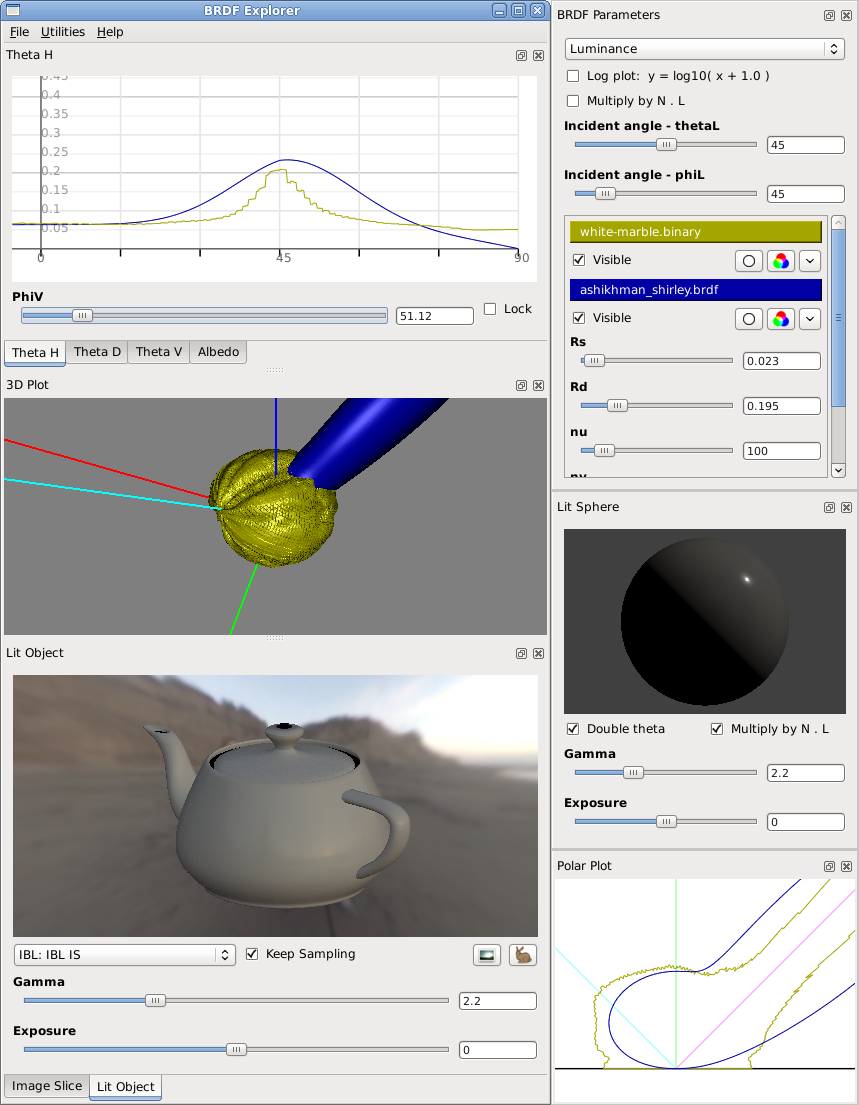 BRDF Explorer
File Utilities Help
Theta H
0.45
0.4
0.35
0.3
0.25
0.2
0.15
0.1
0.05
0 45 90
PhiV
51.12 Lock
Theta H Theta D Theta V Albedo
3D Plot
Lit Object
IBL: IBL IS Keep Sampling
Gamma
2.2
Exposure
0
Image Slice Lit Object
BRDF Parameters
Luminance
Log plot: y = log10( x + 1.0 )
Multiply by N . L
Incident angle - thetaL
45
Incident angle - phiL
45
white-marble.binary
Visible
ashikhman_shirley.brdf
Visible
Rs
0.023
Rd
0.195
nu
100
Lit Sphere
Double theta Multiply by N . L
Gamma
2.2
Exposure
0
Polar Plot